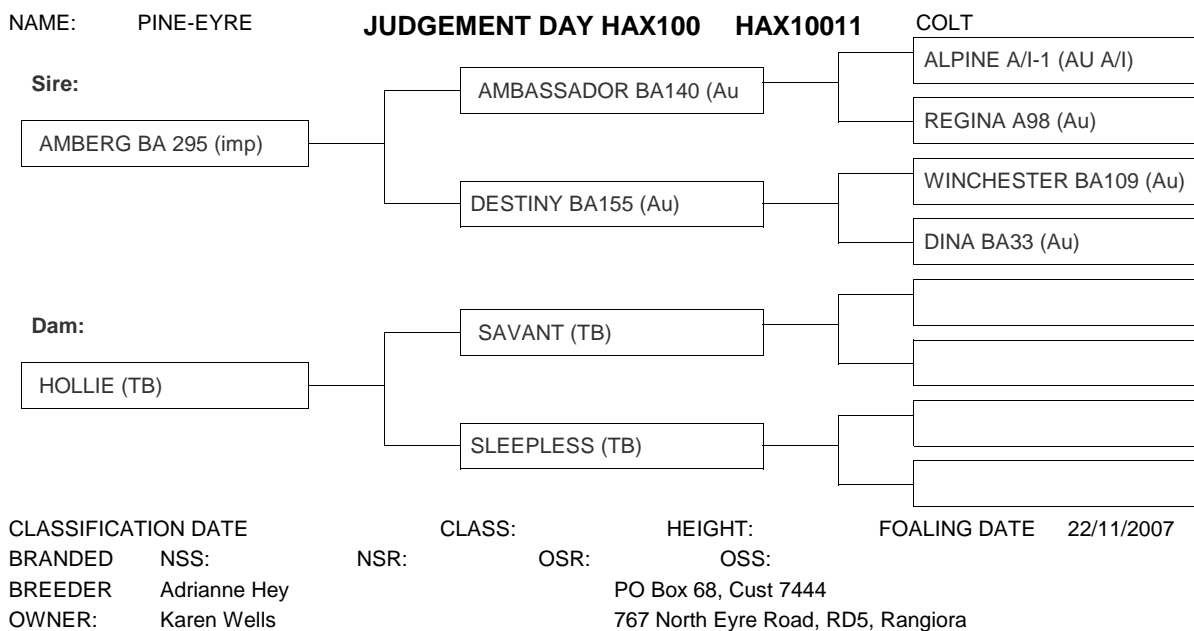 NAME: PINE-EYRE JUDGEMENT DAY HAX100 HAX10011 COLT
Sire:
AMBERG BA 295 (imp)
AMBASSADOR BA140 (Au
DESTINY BA155 (Au)
ALPINE A/I-1 (AU A/I)
REGINA A98 (Au)
WINCHESTER BA109 (Au)
DINA BA33 (Au)
Dam:
HOLLIE (TB)
SAVANT (TB)
SLEEPLESS (TB)
CLASSIFICATION DATE CLASS: HEIGHT: FOALING DATE 22/11/2007
BRANDED NSS: NSR: OSR: OSS:
BREEDER Adrianne Hey PO Box 68, Cust 7444
OWNER: Karen Wells 767 North Eyre Road, RD5, Rangiora